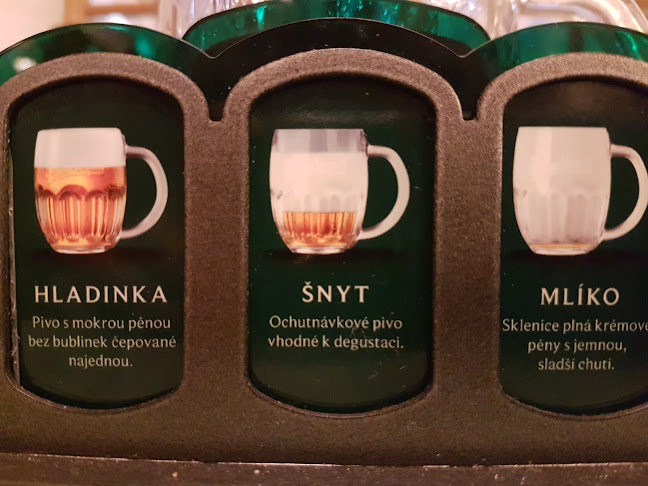 HLADINKA
Pivo s mokrou pěnou
bez bublinek čepované
najednou.
ŠNYT
Ochutnávkové pivo
vhodné k degustaci.
MLÍKO
Sklenice plná krémové
pěny s jemnou,
sladší chutí.